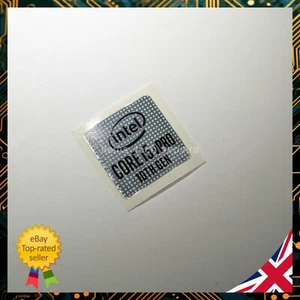 intel
CORE i5 vPRO
10TH GEN
eBay
Top-rated
seller